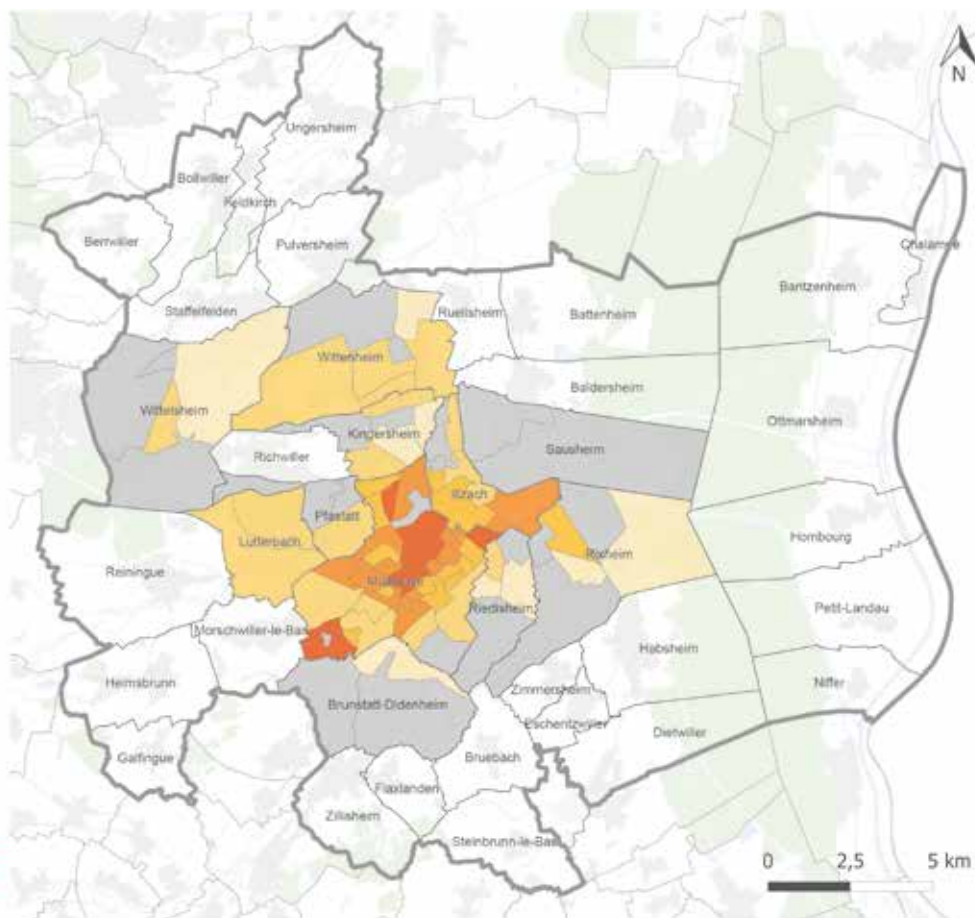 N
Ungersheim
Bollwiller
Feldkirch
Berrwiller
Pulversheim
Chalampé
Bantzenheim
Staffelfelden
Ruelisheim
Battenheim
Wittenheim
Baldersheim
Wittelsheim
Ottmarsheim
Kingersheim
Sausheim
Richwiller
Illzach
Pfastatt
Lutterbach
Rixheim
Hombourg
Reiningue
Mulhouse
Riedisheim
Petit-Landau
Morschwiller-le-Bas
Habsheim
Heimsbrunn
Zimmersheim
Niffer
Brunstatt-Didenheim
Eschentzwiller
Dietwiller
Galfingue
Bruebach
Flaxlanden
Zillisheim
Steinbrunn-le-Bas
0 2,5 5 km